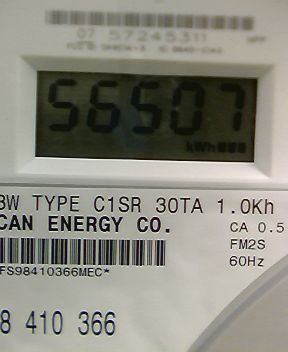 07 57245311
56507
kWh
3W TYPE C1SR 30TA 1.0Kh
CAN ENERGY CO.
CA 0.5
FM2S
60Hz
FS98410366MEC*
8 410 366